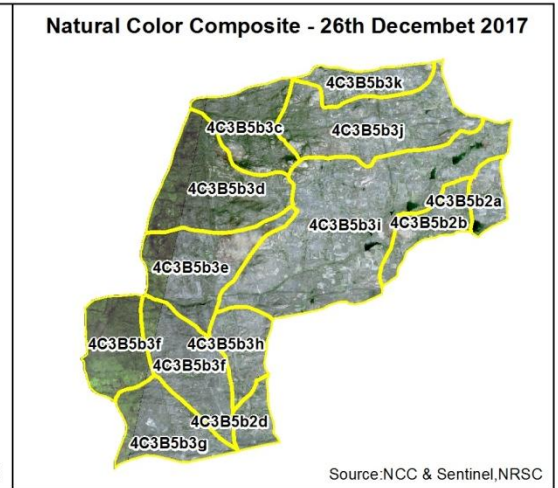 Natural Color Composite - 26th Decembet 2017
4C3B5b3k
4C3B5b3c
4C3B5b3j
4C3B5b3d
4C3B5b2a
4C3B5b3i
4C3B5b2b
4C3B5b3e
4C3B5b3f
4C3B5b3h
4C3B5b3f
4C3B5b2d
4C3B5b3g
Source:NCC & Sentinel,NRSC